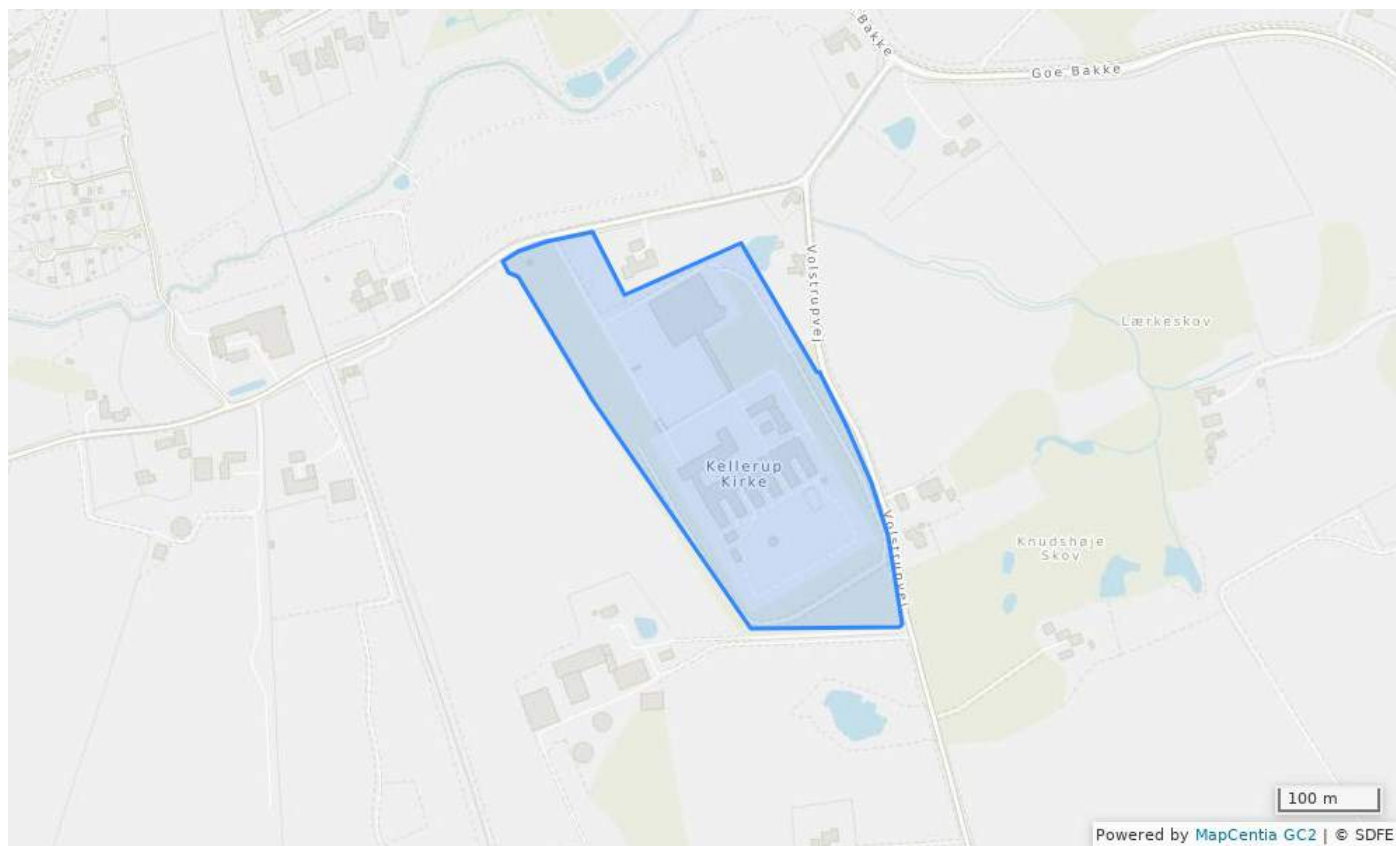 Bakke
Goe Bakke
Volstrupvej
Lærkeskov
Kellerup
Kirke
Volstrupvej
Knudshøje
Skov
100 m
Powered by MapCentia GC2 | © SDFE